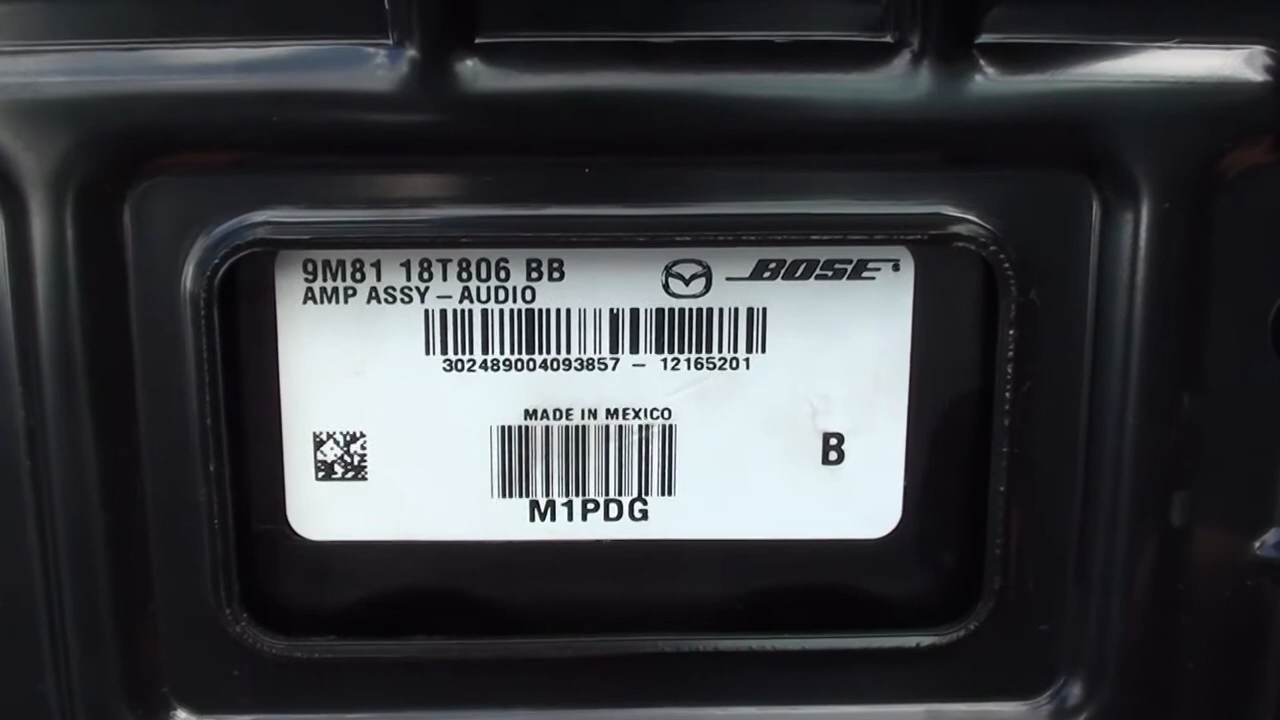 9M81 18T806 BB
BOSE
AMP ASSY – AUDIO
302489004093857 – 12165201
MADE IN MEXICO
B
M1PDG